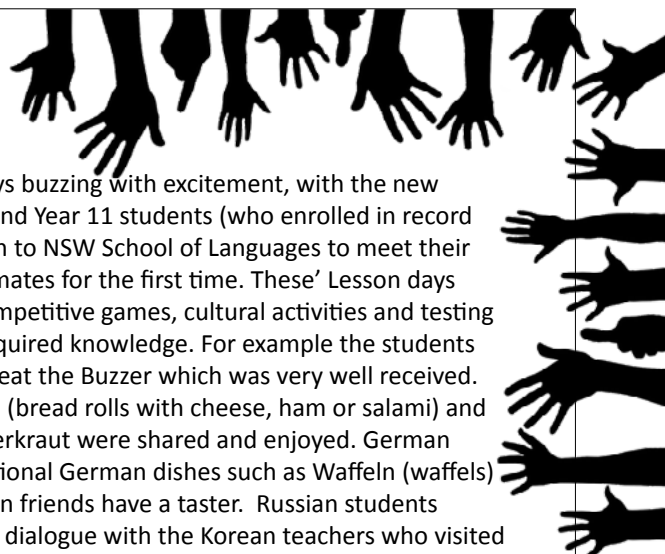 ys buzzing with excitement, with the new
nd Year 11 students (who enrolled in record
n to NSW School of Languages to meet their
mates for the first time. These’ Lesson days
mpetitive games, cultural activities and testing
quired knowledge. For example the students
eat the Buzzer which was very well received.
(bread rolls with cheese, ham or salami) and
erkraut were shared and enjoyed. German
ional German dishes such as Waffeln (waffels)
n friends have a taster.  Russian students
dialogue with the Korean teachers who visited